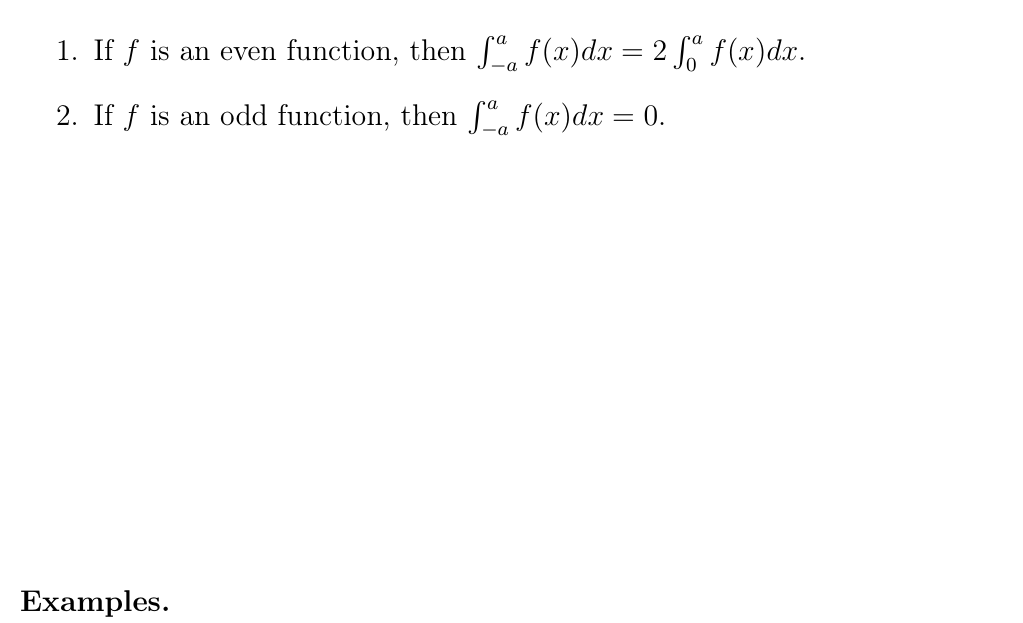 1. If f is an even function, then ∫_{-a}^{a} f(x)dx = 2 ∫_{0}^{a} f(x)dx.
2. If f is an odd function, then ∫_{-a}^{a} f(x)dx = 0.
Examples.